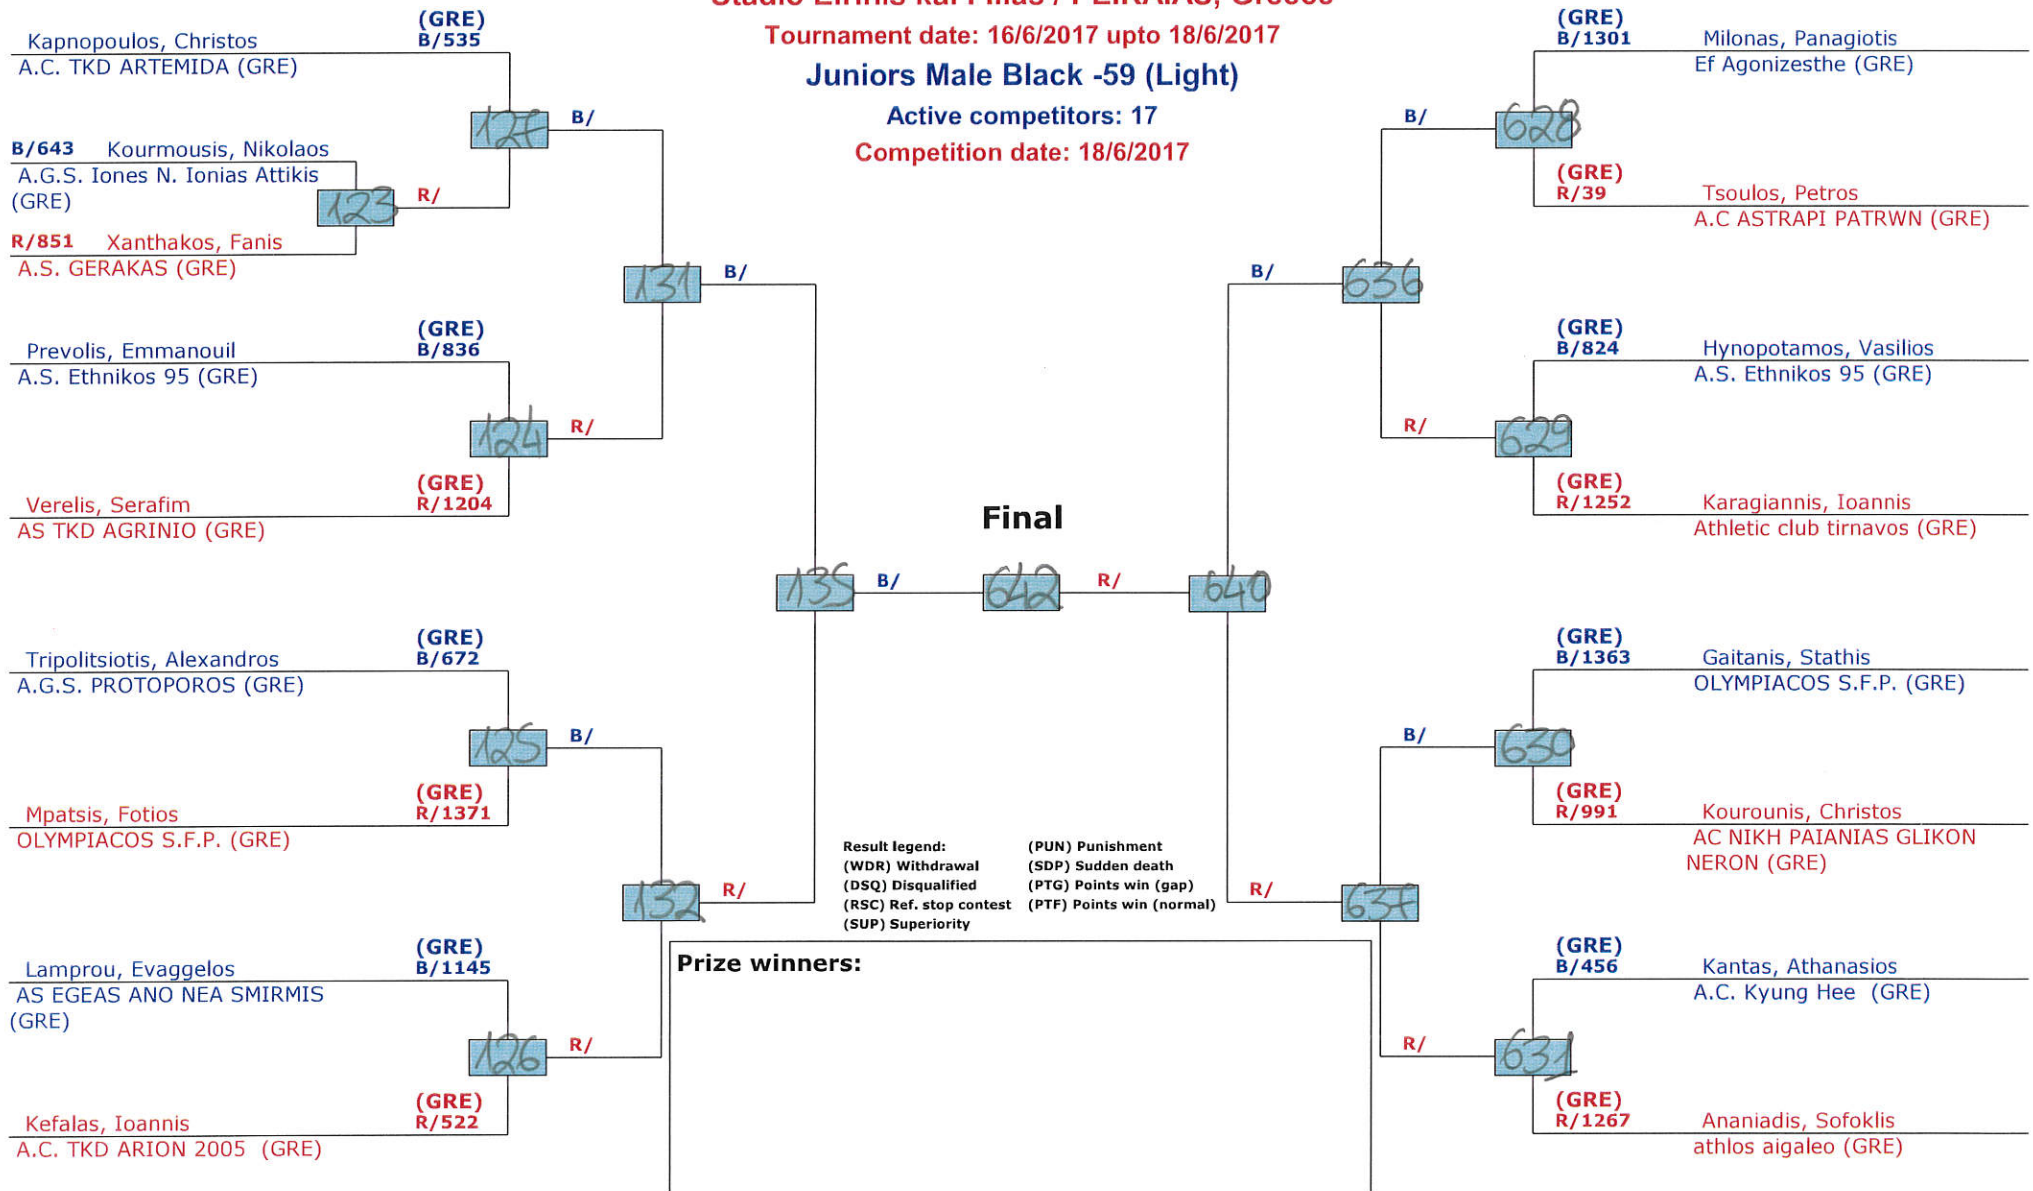 Tournament date: 16/6/2017 upto 18/6/2017
Juniors Male Black -59 (Light)
Active competitors: 17
Competition date: 18/6/2017
(GRE)
Kapnopoulos, Christos B/535
A.C. TKD ARTEMIDA (GRE)
127 B/
B/643 Kourmousis, Nikolaos
A.G.S. Iones N. Ionias Attikis
(GRE)
123 R/
R/851 Xanthakos, Fanis
A.S. GERAKAS (GRE)
131 B/
(GRE)
Prevolis, Emmanouil B/836
A.S. Ethnikos 95 (GRE)
124 R/
(GRE)
Verelis, Serafim R/1204
AS TKD AGRINIO (GRE)
Final
135 B/ 642 R/ 640
(GRE)
Tripolitsiotis, Alexandros B/672
A.G.S. PROTOPOROS (GRE)
125 B/
(GRE)
Mpatsis, Fotios R/1371
OLYMPIACOS S.F.P. (GRE)
132 R/
(GRE)
Lamprou, Evaggelos B/1145
AS EGEAS ANO NEA SMIRMIS
(GRE)
126 R/
(GRE)
Kefalas, Ioannis R/522
A.C. TKD ARION 2005 (GRE)
(GRE)
B/1301 Milonas, Panagiotis
Ef Agonizesthe (GRE)
B/ 628
(GRE)
R/39 Tsoulos, Petros
A.C ASTRAPI PATRWN (GRE)
B/ 636
(GRE)
B/824 Hynopotamos, Vasilios
A.S. Ethnikos 95 (GRE)
R/ 629
(GRE)
R/1252 Karagiannis, Ioannis
Athletic club tirnavos (GRE)
(GRE)
B/1363 Gaitanis, Stathis
OLYMPIACOS S.F.P. (GRE)
B/ 630
(GRE)
R/991 Kourounis, Christos
AC NIKH PAIANIAS GLIKON
NERON (GRE)
R/ 637
(GRE)
B/456 Kantas, Athanasios
A.C. Kyung Hee (GRE)
R/ 631
(GRE)
R/1267 Ananiadis, Sofoklis
athlos aigaleo (GRE)
Result legend: (PUN) Punishment
(WDR) Withdrawal (SDP) Sudden death
(DSQ) Disqualified (PTG) Points win (gap)
(RSC) Ref. stop contest (PTF) Points win (normal)
(SUP) Superiority
Prize winners: